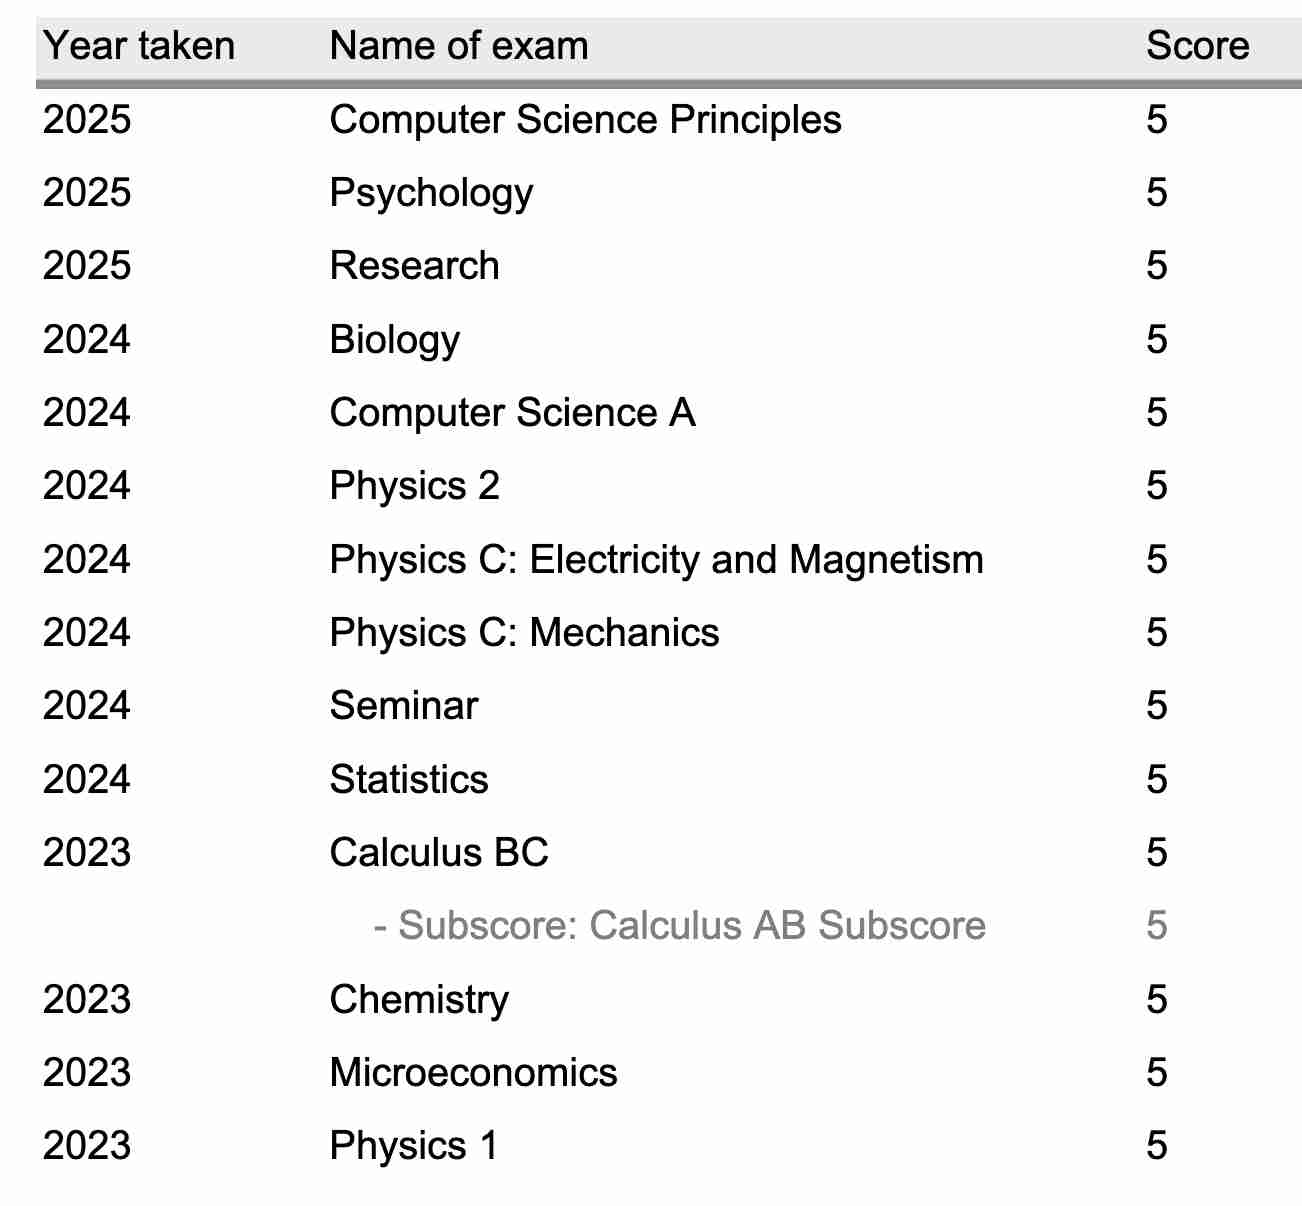 Year taken Name of exam Score
2025 Computer Science Principles 5
2025 Psychology 5
2025 Research 5
2024 Biology 5
2024 Computer Science A 5
2024 Physics 2 5
2024 Physics C: Electricity and Magnetism 5
2024 Physics C: Mechanics 5
2024 Seminar 5
2024 Statistics 5
2023 Calculus BC 5
- Subscore: Calculus AB Subscore 5
2023 Chemistry 5
2023 Microeconomics 5
2023 Physics 1 5